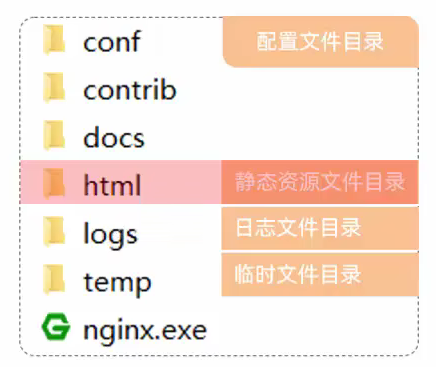 conf 配置文件目录
contrib
docs
html 静态资源文件目录
logs 日志文件目录
temp 临时文件目录
nginx.exe